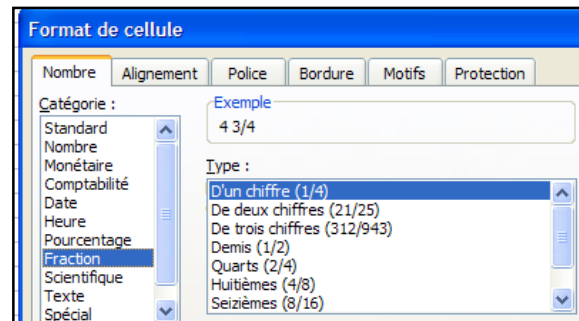 Format de cellule
Nombre Alignement Police Bordure Motifs Protection
Catégorie :
Standard
Nombre
Monétaire
Comptabilité
Date
Heure
Pourcentage
Fraction
Scientifique
Texte
Spécial
Exemple
4 3/4
Type :
D'un chiffre (1/4)
De deux chiffres (21/25)
De trois chiffres (312/943)
Demis (1/2)
Quarts (2/4)
Huitièmes (4/8)
Seizièmes (8/16)